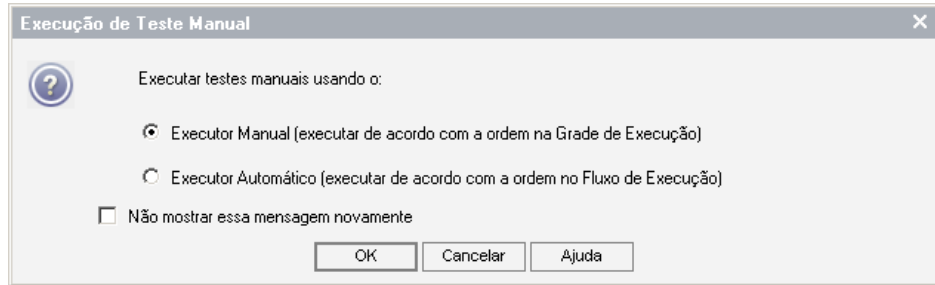 Execução de Teste Manual
Executar testes manuais usando o:
Executor Manual (executar de acordo com a ordem na Grade de Execução)
Executor Automático (executar de acordo com a ordem no Fluxo de Execução)
Não mostrar essa mensagem novamente
OK Cancelar Ajuda